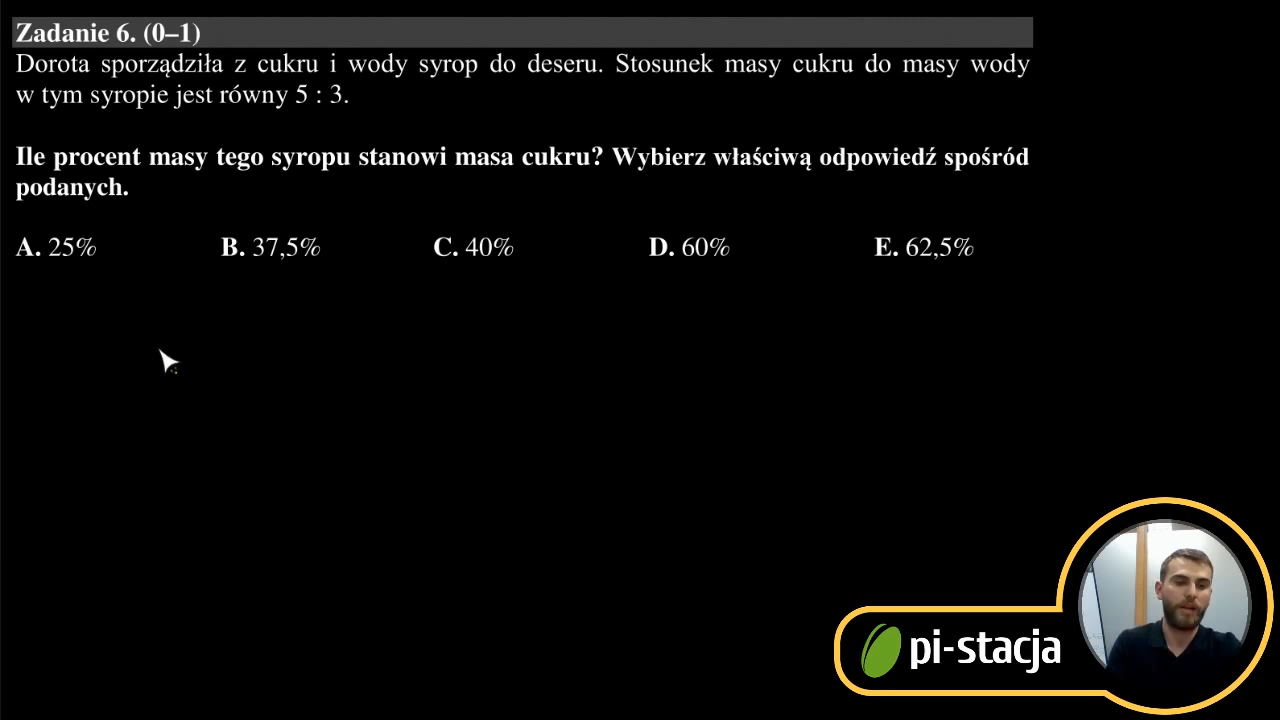 Zadanie 6. (0–1)
Dorota sporządziła z cukru i wody syrop do deseru. Stosunek masy cukru do masy wody
w tym syropie jest równy 5 : 3.
Ile procent masy tego syropu stanowi masa cukru? Wybierz właściwą odpowiedź spośród
podanych.
A. 25% B. 37,5% C. 40% D. 60% E. 62,5%
pi-stacja